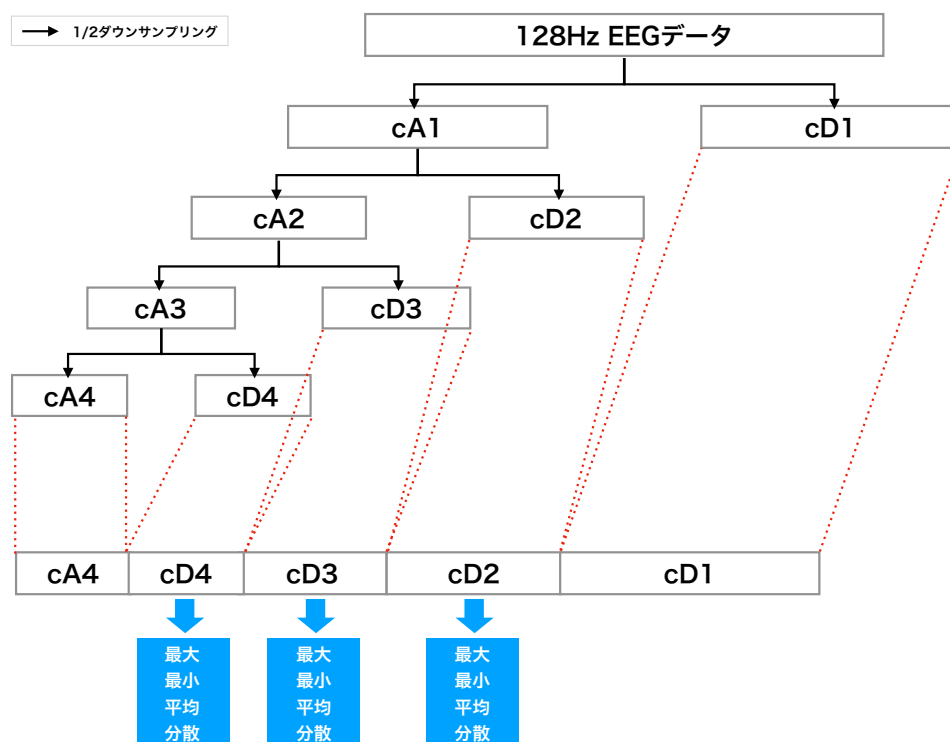 1/2ダウンサンプリング
128Hz EEGデータ
cA1
cD1
cA2
cD2
cA3
cD3
cA4
cD4
cA4
cD4
cD3
cD2
cD1
最大
最小
平均
分散
最大
最小
平均
分散
最大
最小
平均
分散